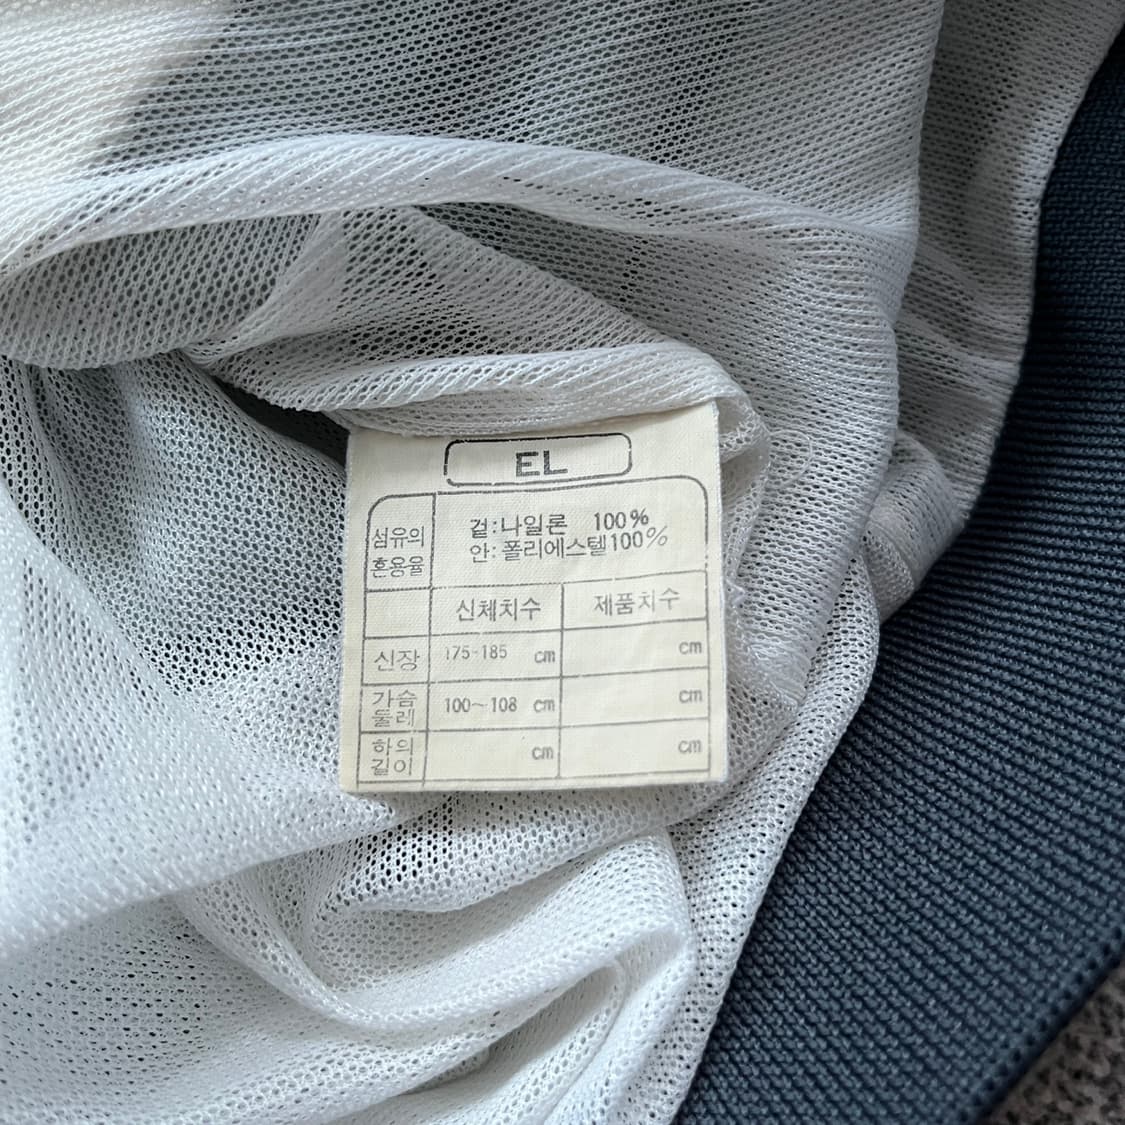 EL
섬유의
혼용율
겉:나일론 100%
안:폴리에스텔100%
신체치수 제품치수
신장 175-185 cm cm
가슴
둘레 100~108 cm cm
하의
길이 cm cm